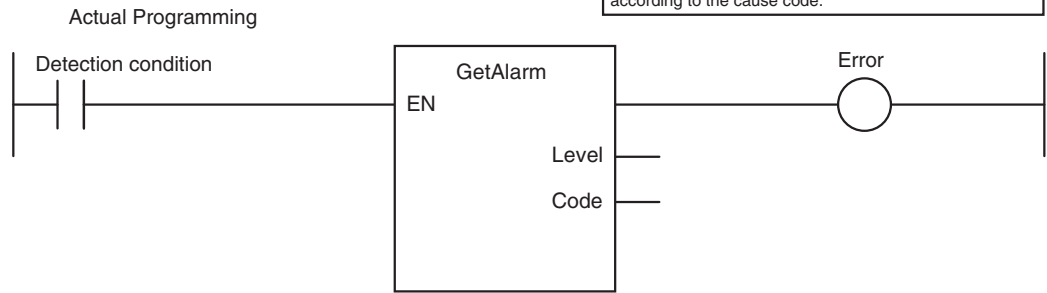 according to the cause code.
Actual Programming
Detection condition
GetAlarm
Error
EN
Level
Code